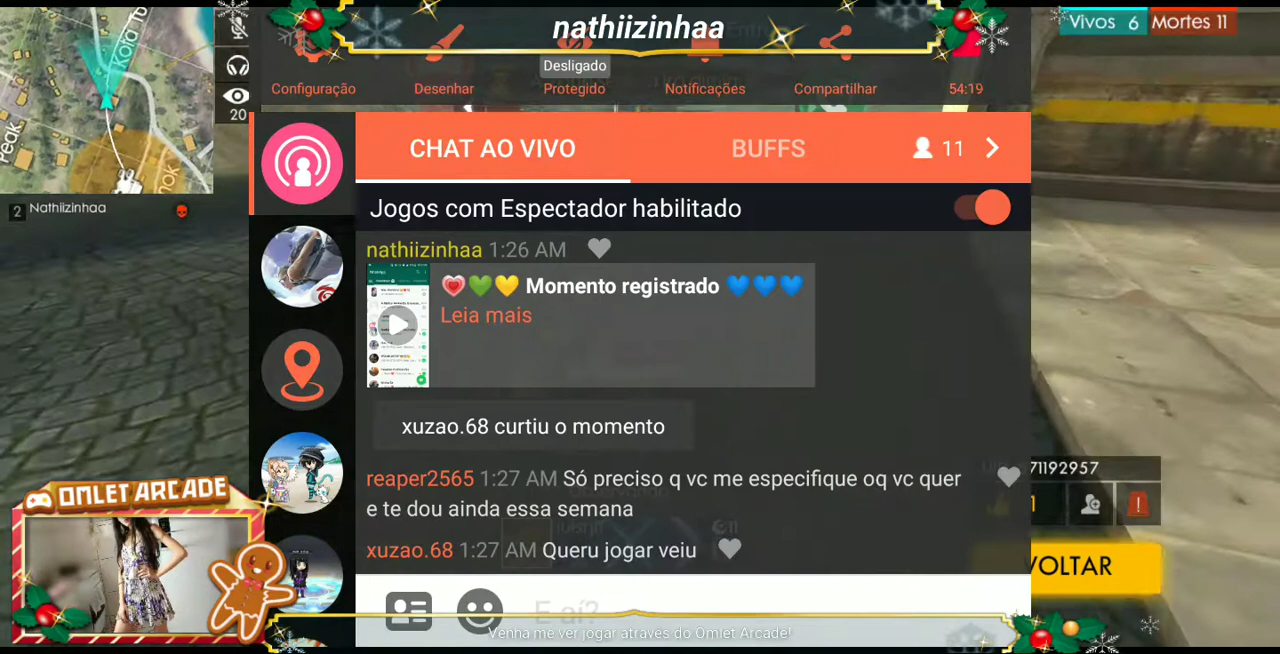 nathiizinhaa
Vivos 6 Mortes 11
Desligado
Configuração Desenhar Protegido Notificações Compartilhar 54:19
20
Peak
2 Nathiizinhaa
CHAT AO VIVO BUFFS 11
Jogos com Espectador habilitado
nathiizinhaa 1:26 AM
💗💚💛 Momento registrado 💙💙💙
Leia mais
xuzao.68 curtiu o momento
reaper2565 1:27 AM Só preciso q vc me especifique oq vc quer
e te dou ainda essa semana
71192957
xuzao.68 1:27 AM Queru jogar veiu
VOLTAR
OMLET ARCADE
E aí?
Venha me ver jogar através do Omlet Arcade!